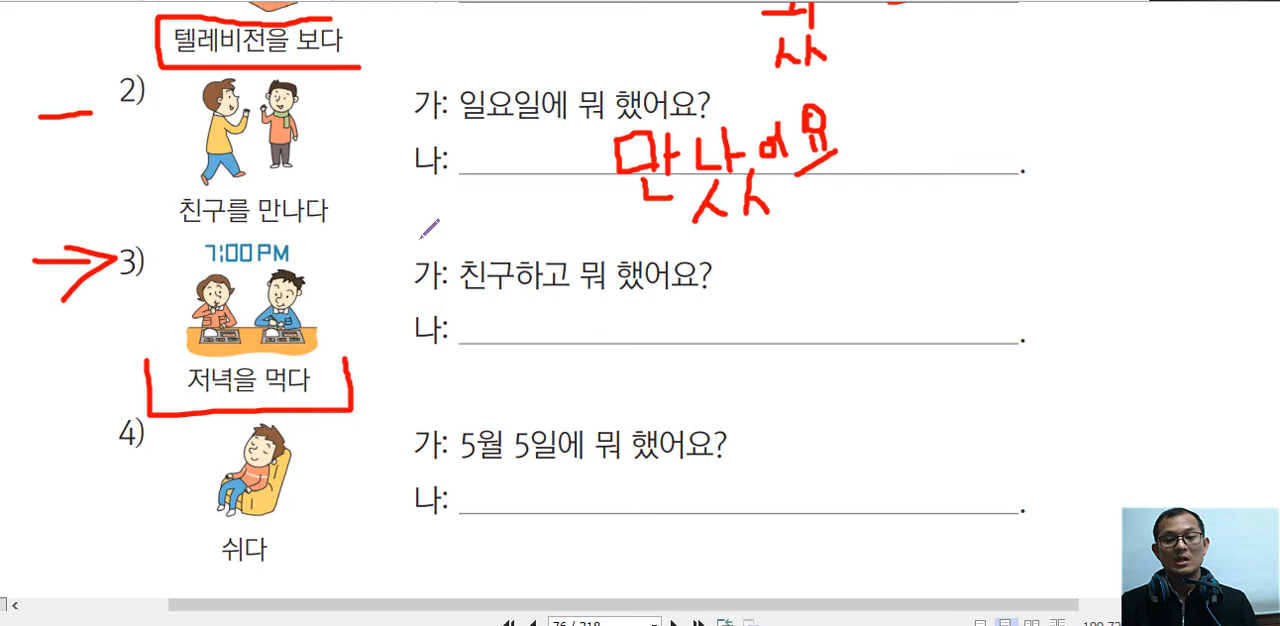 텔레비전을 보다
2)
가: 일요일에 뭐 했어요?
나: 만났어요.
친구를 만나다
3)
7:00 PM
가: 친구하고 뭐 했어요?
나: .
저녁을 먹다
4)
가: 5월 5일에 뭐 했어요?
나: .
쉬다
76 / 218